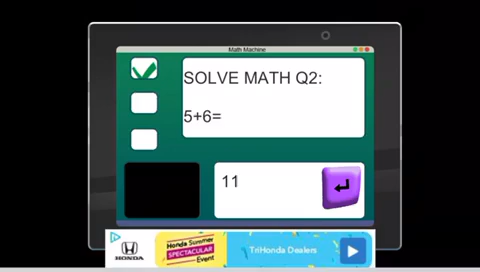 Math Machine
SOLVE MATH Q2:
5+6=
11
HONDA
Honda Summer
SPECTACULAR
Event
TriHonda Dealers